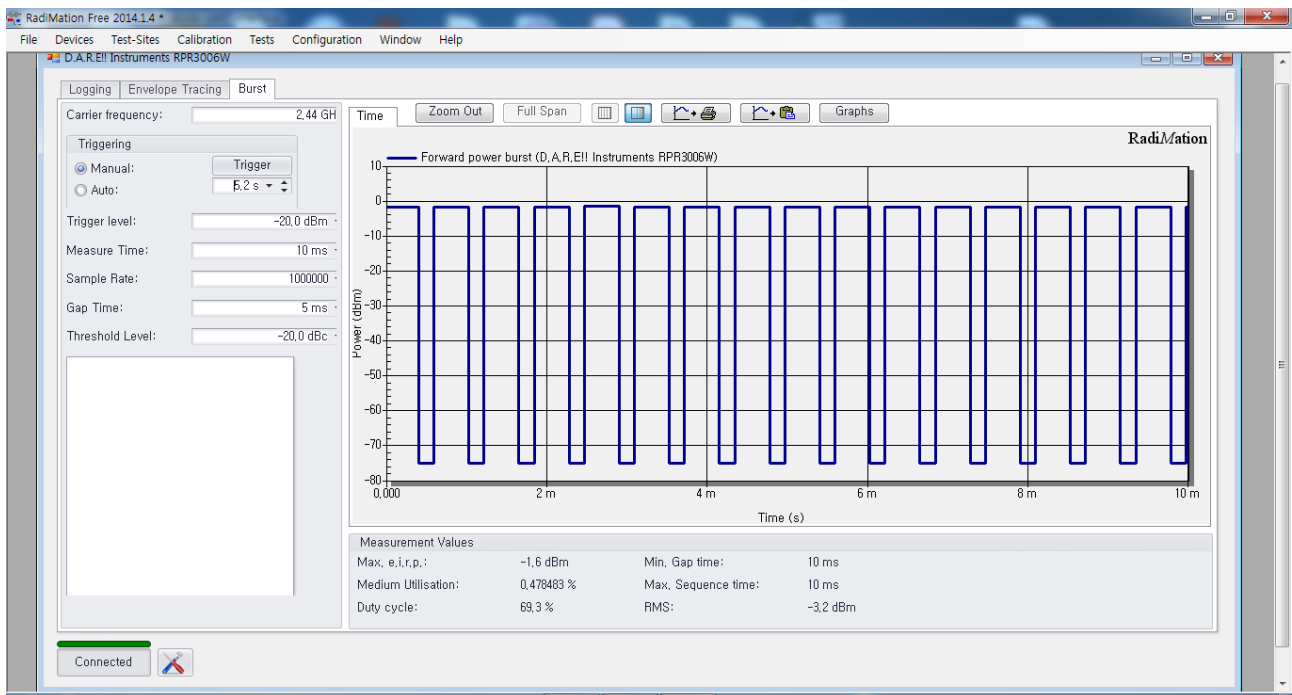 RadiMation Free 2014.1.4 *
File Devices Test-Sites Calibration Tests Configuration Window Help
D.A.R.E!! Instruments RPR3006W
Logging Envelope Tracing Burst
Carrier frequency: 2,44 GH
Triggering
Manual: Trigger
Auto: 5,2 s
Trigger level: -20,0 dBm
Measure Time: 10 ms
Sample Rate: 1000000
Gap Time: 5 ms
Threshold Level: -20,0 dBc
Time Zoom Out Full Span Graphs
RadiMation
Forward power burst (D,A,R,E!! Instruments RPR3006W)
Power (dBm)
10
0
-10
-20
-30
-40
-50
-60
-70
-80
0,000 2 m 4 m 6 m 8 m 10 m
Time (s)
Measurement Values
Max, e,i,r,p,: -1,6 dBm Min, Gap time: 10 ms
Medium Utilisation: 0,478483 % Max, Sequence time: 10 ms
Duty cycle: 69,3 % RMS: -3,2 dBm
Connected